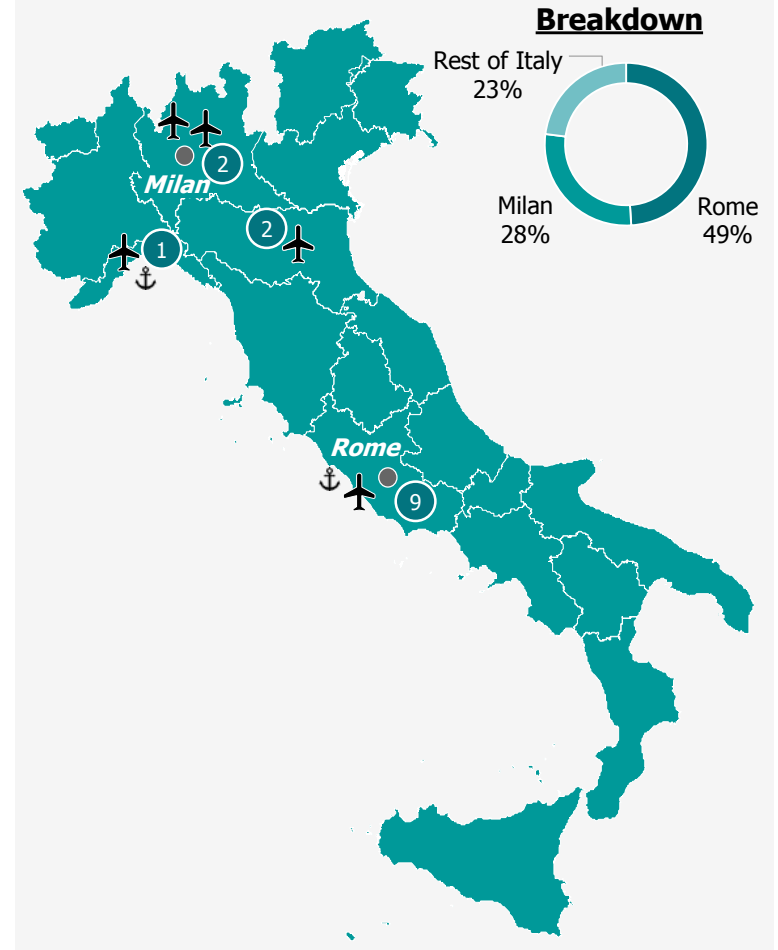 Breakdown
Rest of Italy
23%
Milan
28%
Rome
49%
2
Milan
2
1
Rome
9